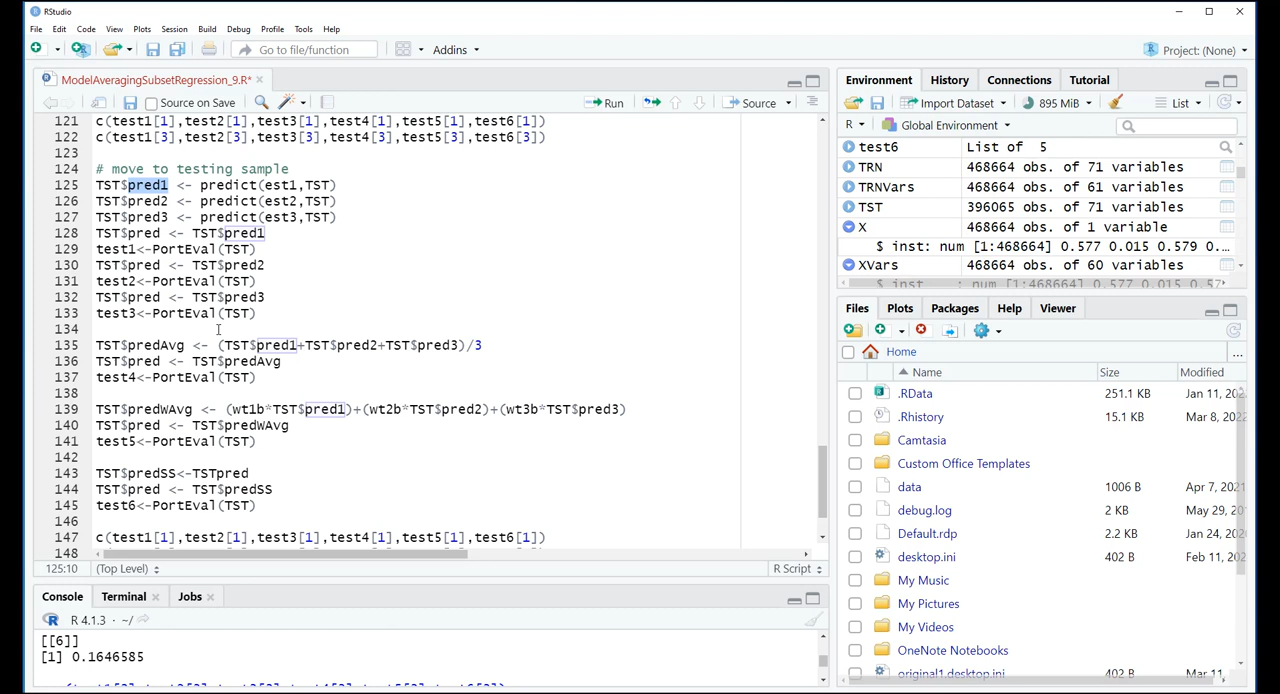 RStudio
File Edit Code View Plots Session Build Debug Profile Tools Help
Go to file/function Addins Project: (None)
ModelAveragingSubsetRegression_9.R*
Source on Save Run Source
121 c(test1[1],test2[1],test3[1],test4[1],test5[1],test6[1])
122 c(test1[3],test2[3],test3[3],test4[3],test5[3],test6[3])
123
124 # move to testing sample
125 TST$pred1 <- predict(est1,TST)
126 TST$pred2 <- predict(est2,TST)
127 TST$pred3 <- predict(est3,TST)
128 TST$pred <- TST$pred1
129 test1<-PortEval(TST)
130 TST$pred <- TST$pred2
131 test2<-PortEval(TST)
132 TST$pred <- TST$pred3
133 test3<-PortEval(TST)
134
135 TST$predAvg <- (TST$pred1+TST$pred2+TST$pred3)/3
136 TST$pred <- TST$predAvg
137 test4<-PortEval(TST)
138
139 TST$predWAvg <- (wt1b*TST$pred1)+(wt2b*TST$pred2)+(wt3b*TST$pred3)
140 TST$pred <- TST$predWAvg
141 test5<-PortEval(TST)
142
143 TST$predSS<-TSTpred
144 TST$pred <- TST$predSS
145 test6<-PortEval(TST)
146
147 c(test1[1],test2[1],test3[1],test4[1],test5[1],test6[1])
148
125:10 (Top Level) R Script
Console Terminal Jobs
R 4.1.3 · ~/
[[6]]
[1] 0.1646585
Environment History Connections Tutorial
Import Dataset 895 MiB List
R Global Environment
test6 List of 5
TRN 468664 obs. of 71 variables
TRNVars 468664 obs. of 61 variables
TST 396065 obs. of 71 variables
X 468664 obs. of 1 variable
$ inst: num [1:468664] 0.577 0.015 0.579 0...
XVars 468664 obs. of 60 variables
Files Plots Packages Help Viewer
Home ...
Name Size Modified
.RData 251.1 KB Jan 11, 202
.Rhistory 15.1 KB Mar 8, 2022
Camtasia
Custom Office Templates
data 1006 B Apr 7, 202
debug.log 2 KB May 29, 20
Default.rdp 2.2 KB Jan 24, 202
desktop.ini 402 B Feb 11, 202
My Music
My Pictures
My Videos
OneNote Notebooks
original1.desktop.ini 402 B Mar 11,